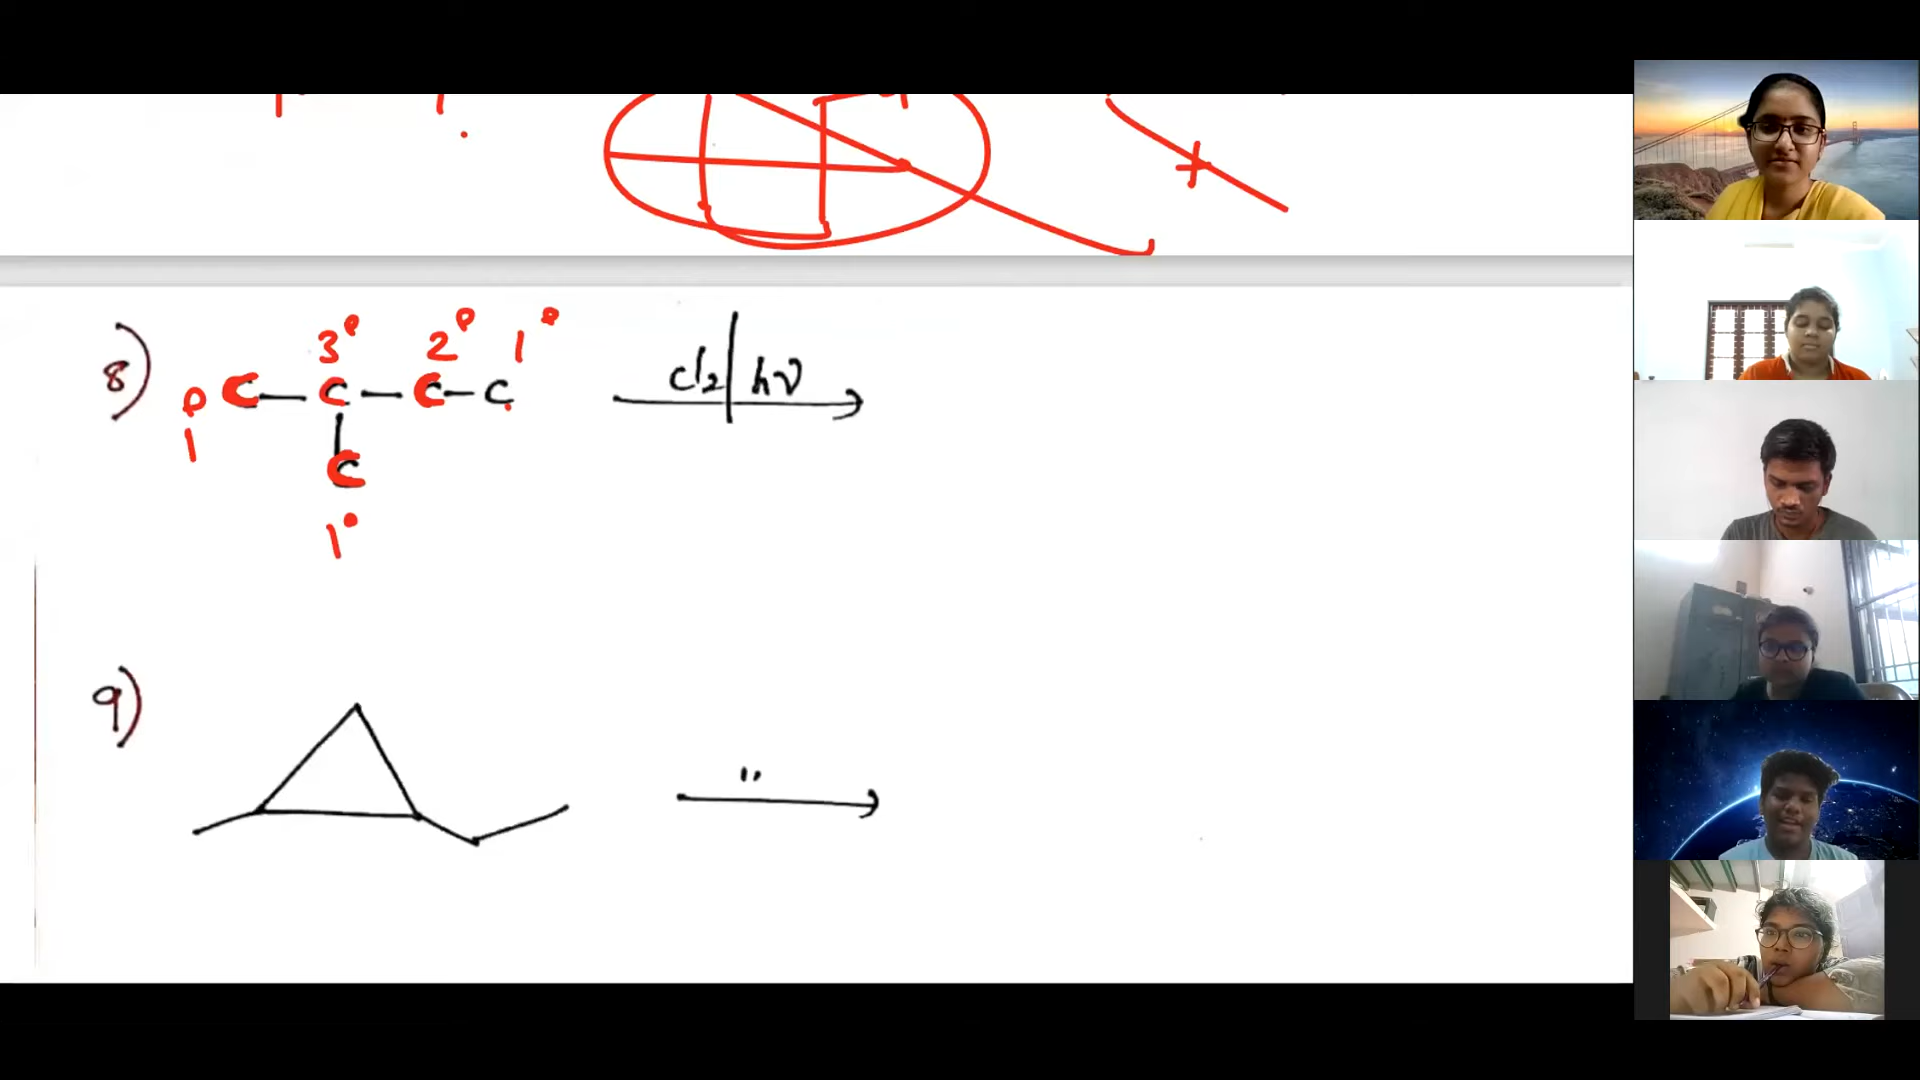 8)
3° 2° 1°
1° C—C—C—C Cl2 | hν
C
1°
9)
"